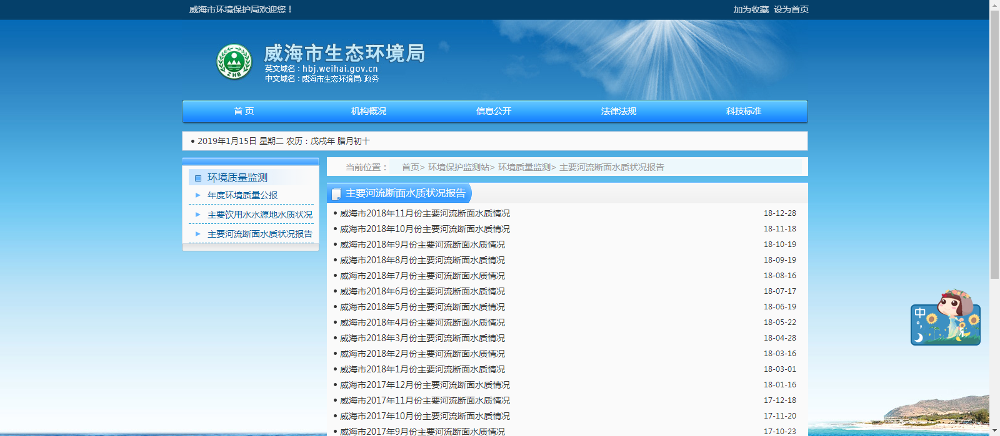 威海市环境保护局欢迎您！
加为收藏 设为首页
威海市生态环境局
英文域名：hbj.weihai.gov.cn
中文域名：威海市生态环境局.政务
ZHB
首 页 机构概况 信息公开 法律法规 科技标准
• 2019年1月15日 星期二 农历：戊戌年 腊月初十
环境质量监测
年度环境质量公报
主要饮用水水源地水质状况
主要河流断面水质状况报告
当前位置： 首页> 环境保护监测站> 环境质量监测> 主要河流断面水质状况报告
主要河流断面水质状况报告
• 威海市2018年11月份主要河流断面水质情况 18-12-28
• 威海市2018年10月份主要河流断面水质情况 18-11-18
• 威海市2018年9月份主要河流断面水质情况 18-10-19
• 威海市2018年8月份主要河流断面水质情况 18-09-19
• 威海市2018年7月份主要河流断面水质情况 18-08-16
• 威海市2018年6月份主要河流断面水质情况 18-07-17
• 威海市2018年5月份主要河流断面水质情况 18-06-19
• 威海市2018年4月份主要河流断面水质情况 18-05-22
• 威海市2018年3月份主要河流断面水质情况 18-04-28
• 威海市2018年2月份主要河流断面水质情况 18-03-16
• 威海市2018年1月份主要河流断面水质情况 18-03-01
• 威海市2017年12月份主要河流断面水质情况 18-01-16
• 威海市2017年11月份主要河流断面水质情况 17-12-18
• 威海市2017年10月份主要河流断面水质情况 17-11-20
• 威海市2017年9月份主要河流断面水质情况 17-10-23
中